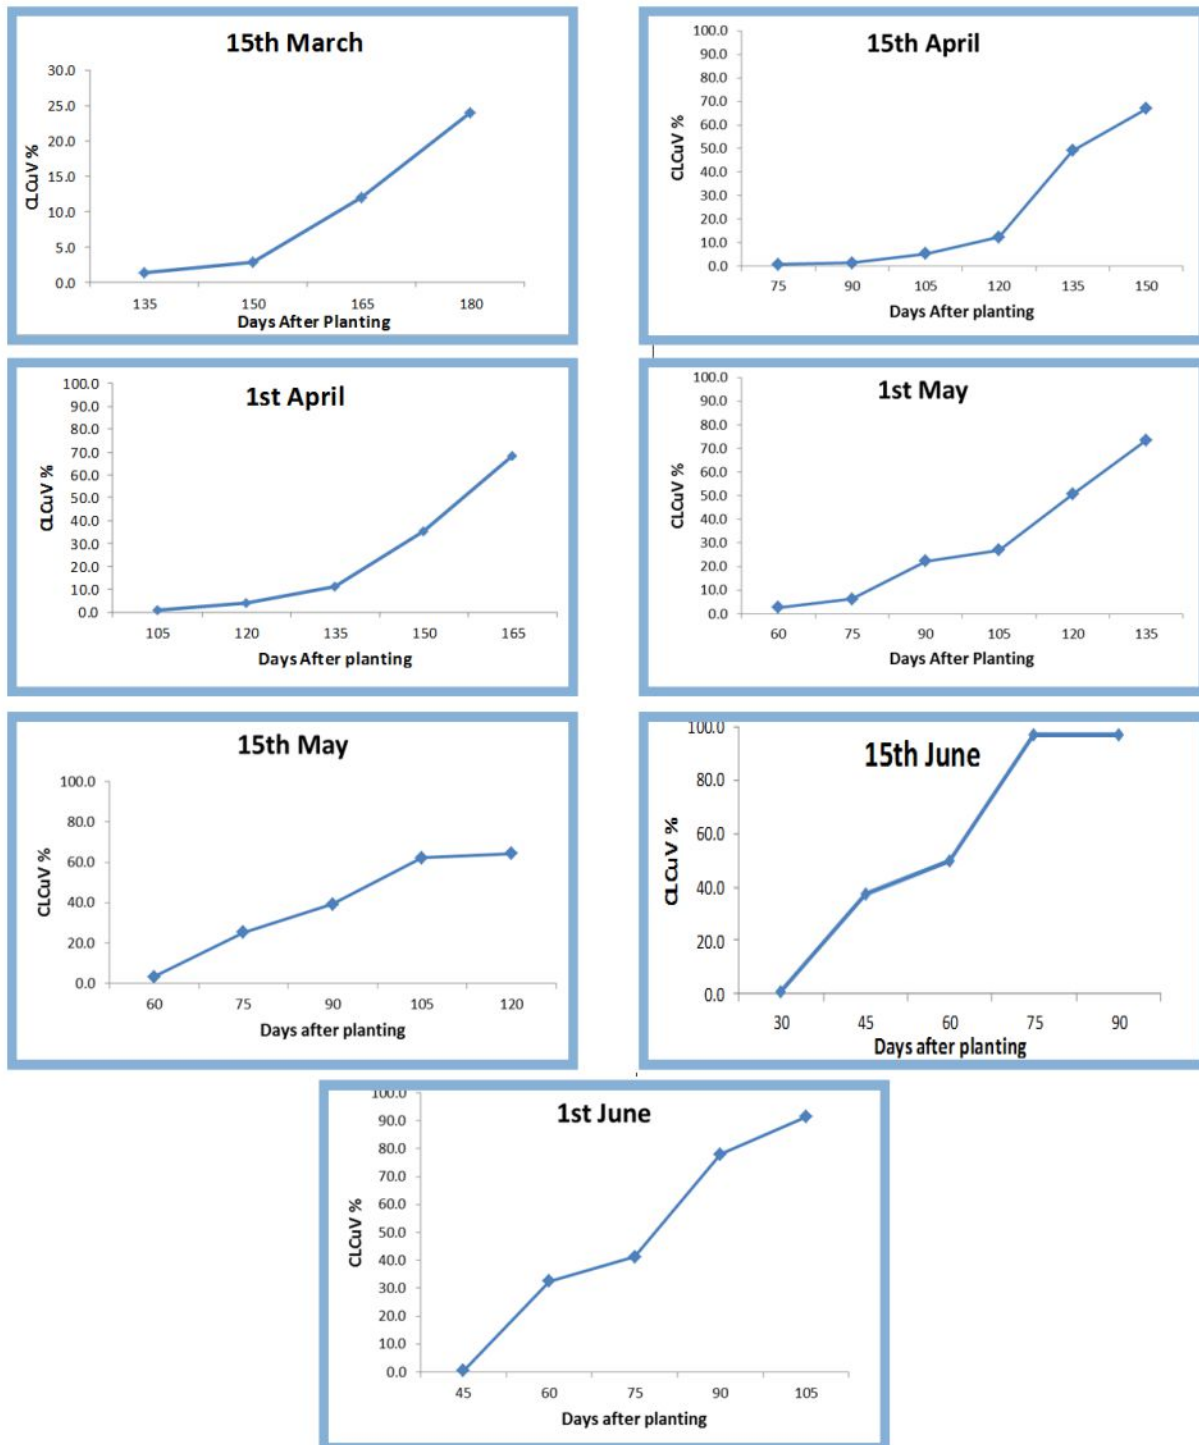 15th March
30.0
25.0
20.0
15.0
10.0
5.0
0.0
CLCuV %
135 150 165 180
Days After Planting
15th April
100.0
90.0
80.0
70.0
60.0
50.0
40.0
30.0
20.0
10.0
0.0
CLCuV %
75 90 105 120 135 150
Days After planting
1st April
100.0
90.0
80.0
70.0
60.0
50.0
40.0
30.0
20.0
10.0
0.0
CLCuV %
105 120 135 150 165
Days After planting
1st May
100.0
90.0
80.0
70.0
60.0
50.0
40.0
30.0
20.0
10.0
0.0
CLCuV %
60 75 90 105 120 135
Days After Planting
15th May
100.0
80.0
60.0
40.0
20.0
0.0
CLCuV %
60 75 90 105 120
Days after planting
15th June
100.0
80.0
60.0
40.0
20.0
0.0
CLCuV %
30 45 60 75 90
Days after planting
1st June
100.0
90.0
80.0
70.0
60.0
50.0
40.0
30.0
20.0
10.0
0.0
CLCuV %
45 60 75 90 105
Days after planting